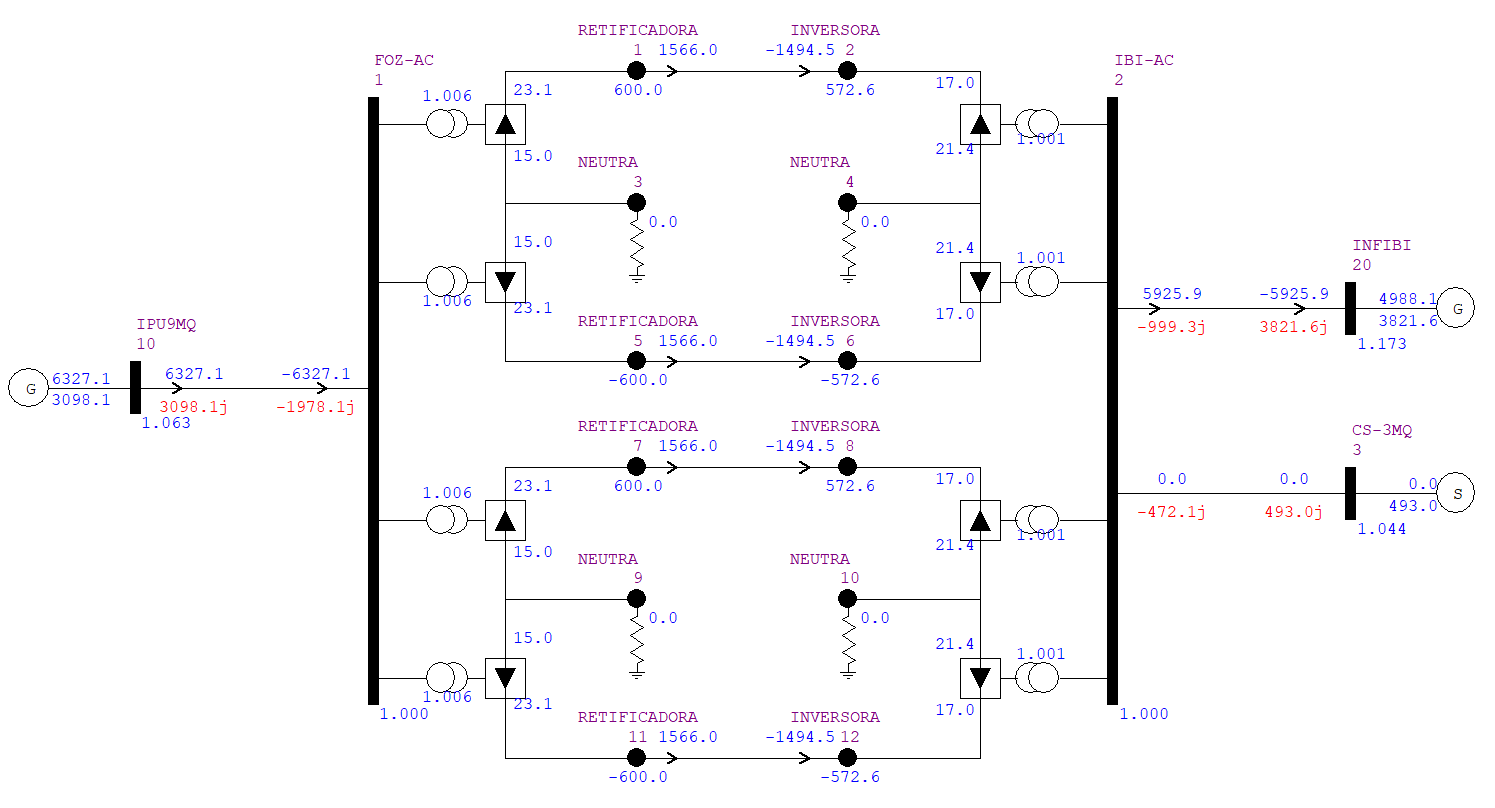 RETIFICADORA INVERSORA
1 1566.0 -1494.5 2
FOZ-AC IBI-AC
1 2
600.0 572.6
1.006 23.1 17.0
1.001
15.0 21.4
NEUTRA NEUTRA
3 4
0.0 0.0
15.0 21.4
1.001
INFIBI
20
1.006 23.1 17.0
5925.9 -5925.9 4988.1
G
-999.3j 3821.6j 3821.6
1.173
RETIFICADORA INVERSORA
5 1566.0 -1494.5 6
-600.0 -572.6
IPU9MQ
10
6327.1 6327.1 -6327.1
G
3098.1 3098.1j -1978.1j
1.063
RETIFICADORA INVERSORA
7 1566.0 -1494.5 8
600.0 572.6
CS-3MQ
3
1.006 23.1 17.0
0.0 0.0 0.0
S
-472.1j 493.0j 493.0
1.044
1.001
15.0 21.4
NEUTRA NEUTRA
9 10
0.0 0.0
15.0 21.4
1.001
1.006 23.1 17.0
1.000 1.000
RETIFICADORA INVERSORA
11 1566.0 -1494.5 12
-600.0 -572.6